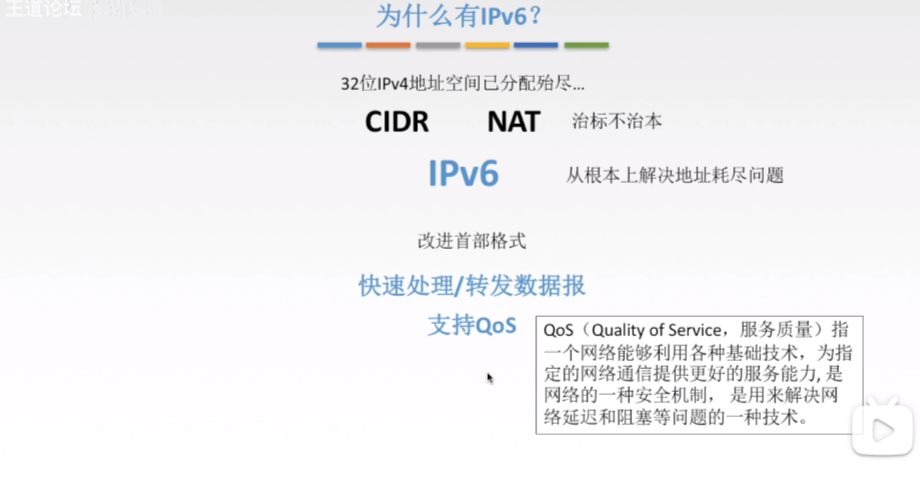 王道论坛
为什么有IPv6？
32位IPv4地址空间已分配殆尽...
CIDR NAT 治标不治本
IPv6 从根本上解决地址耗尽问题
改进首部格式
快速处理/转发数据报
支持QoS
QoS（Quality of Service，服务质量）指
一个网络能够利用各种基础技术，为指
定的网络通信提供更好的服务能力, 是
网络的一种安全机制， 是用来解决网
络延迟和阻塞等问题的一种技术。